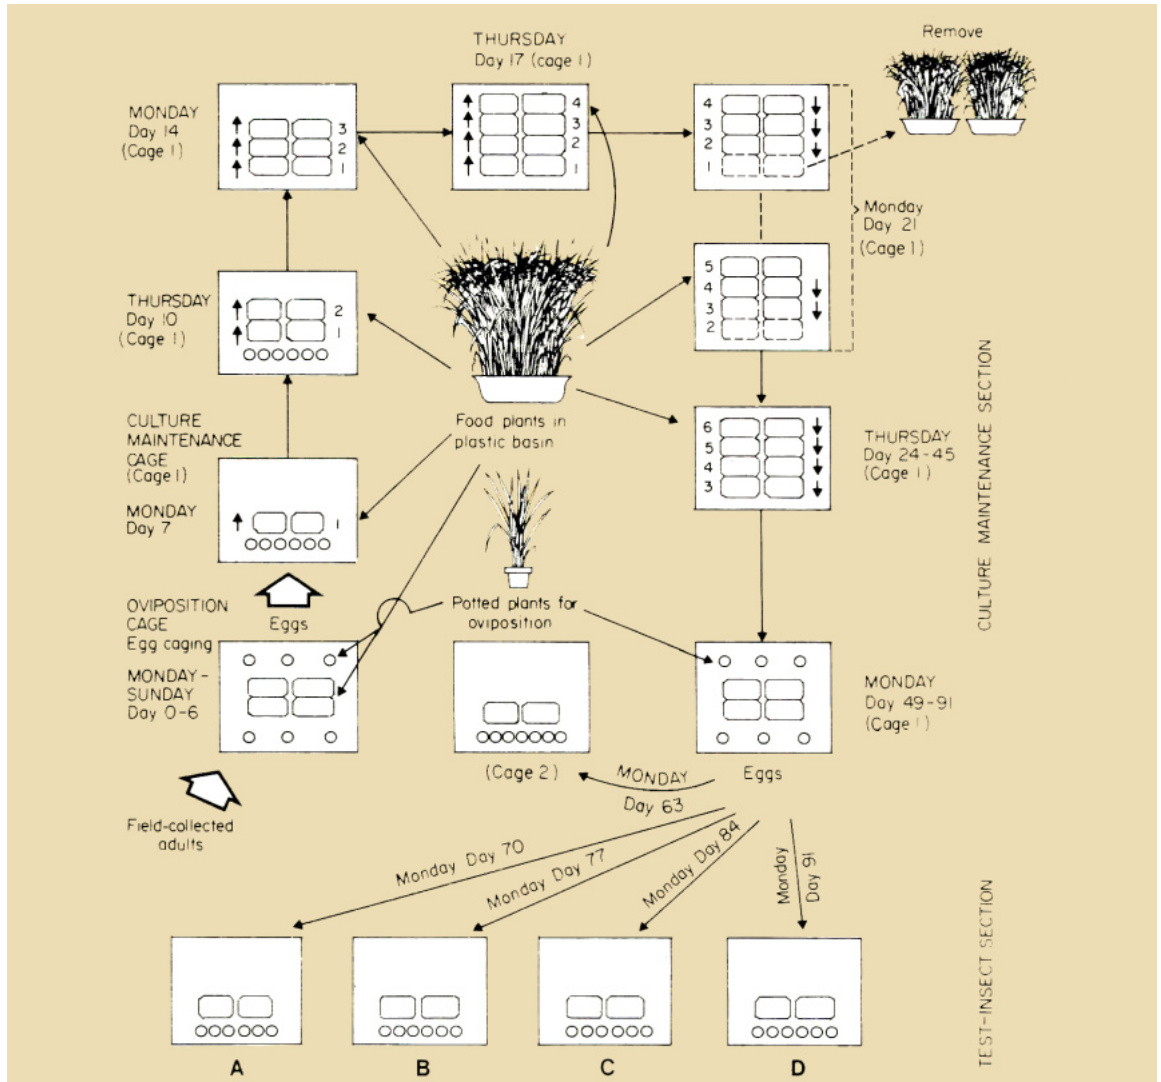 Remove
THURSDAY
Day 17 (cage 1)
MONDAY
Day 14
(Cage 1)
3
2
1
4
3
2
1
4
3
2
1
Monday
Day 21
(Cage 1)
THURSDAY
Day 10
(Cage 1)
2
1
5
4
3
2
Food plants in
plastic basin
CULTURE
MAINTENANCE
CAGE
(Cage 1)
MONDAY
Day 7
1
6
5
4
3
THURSDAY
Day 24-45
(Cage 1)
CULTURE MAINTENANCE SECTION
Eggs
Potted plants for
oviposition
OVIPOSITION
CAGE
Egg caging
MONDAY -
SUNDAY
Day 0-6
MONDAY
Day 49-91
(Cage 1)
(Cage 2)
Eggs
MONDAY
Day 63
Field-collected
adults
Monday Day 70
Monday Day 77
Monday Day 84
Monday
Day 91
TEST-INSECT SECTION
A B C D